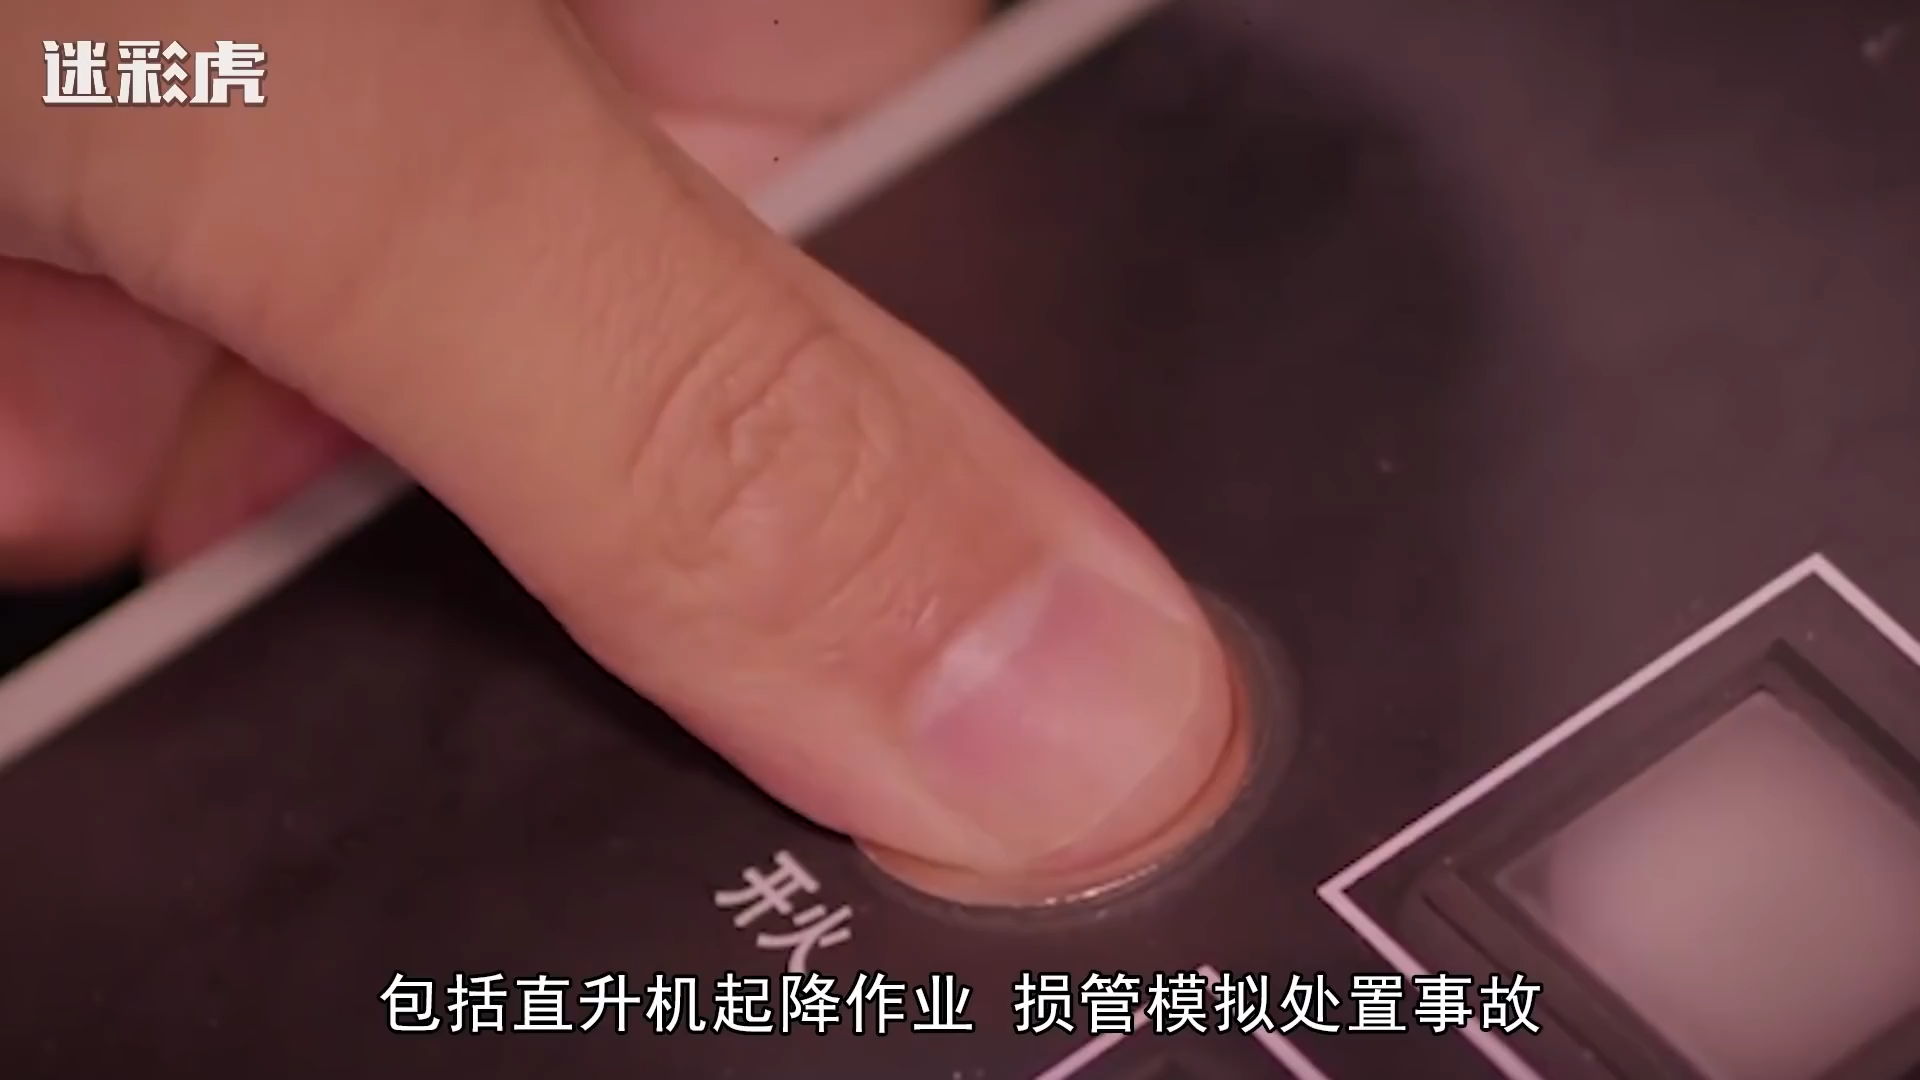 迷彩虎
开火
包括直升机起降作业 损管模拟处置事故